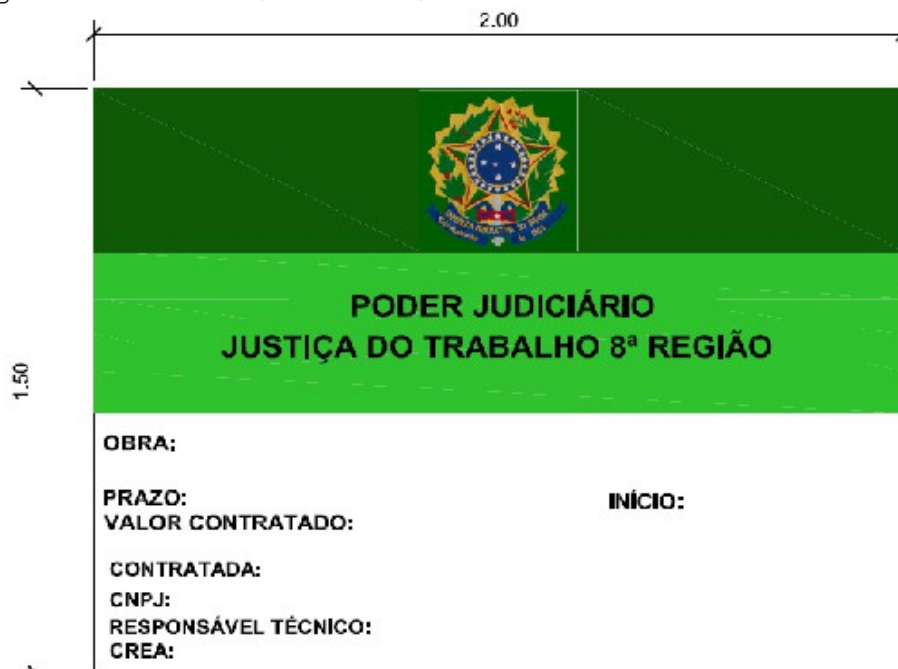 2.00
PODER JUDICIÁRIO
JUSTIÇA DO TRABALHO 8ª REGIÃO
1.50
OBRA:
PRAZO: INÍCIO:
VALOR CONTRATADO:
CONTRATADA:
CNPJ:
RESPONSÁVEL TÉCNICO:
CREA: